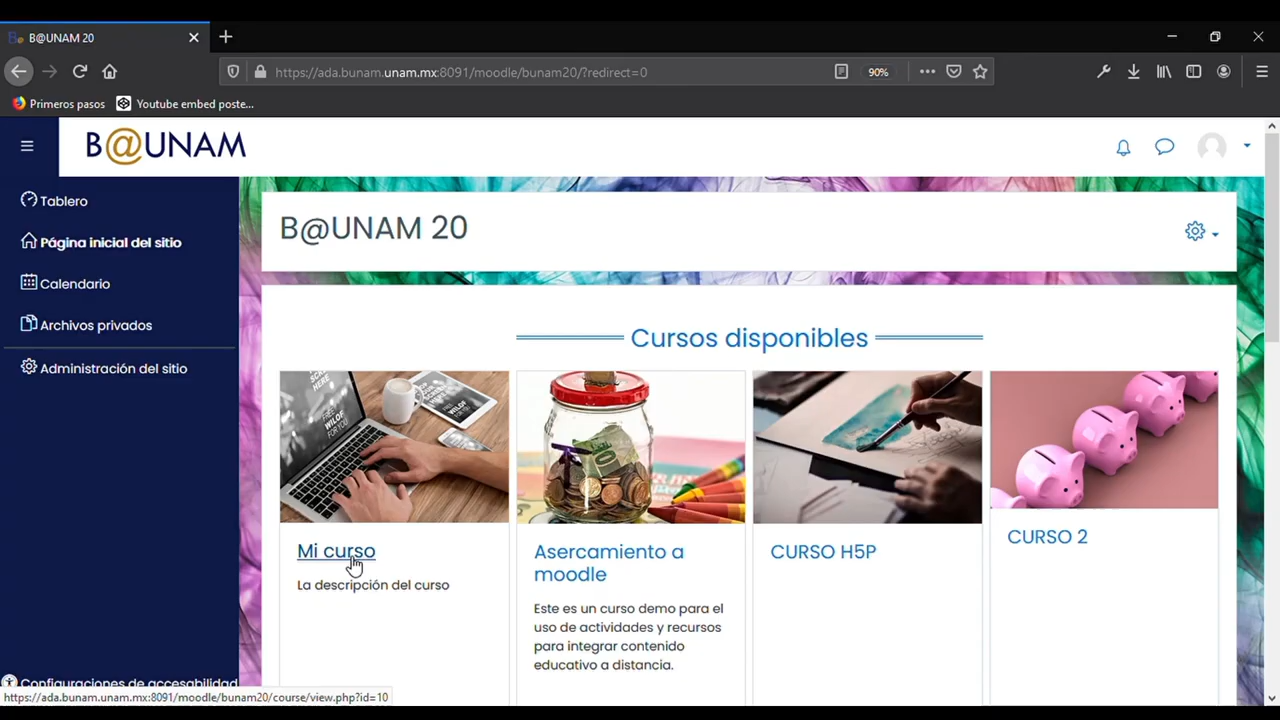 B@UNAM 20
https://ada.bunam.unam.mx:8091/moodle/bunam20/?redirect=0
90%
Primeros pasos
Youtube embed poste...
B@UNAM
Tablero
Página inicial del sitio
Calendario
Archivos privados
Administración del sitio
B@UNAM 20
Cursos disponibles
Mi curso
La descripción del curso
Asercamiento a
moodle
Este es un curso demo para el
uso de actividades y recursos
para integrar contenido
educativo a distancia.
CURSO H5P
CURSO 2
Configuraciones de accesabilidad
https://ada.bunam.unam.mx:8091/moodle/bunam20/course/view.php?id=10